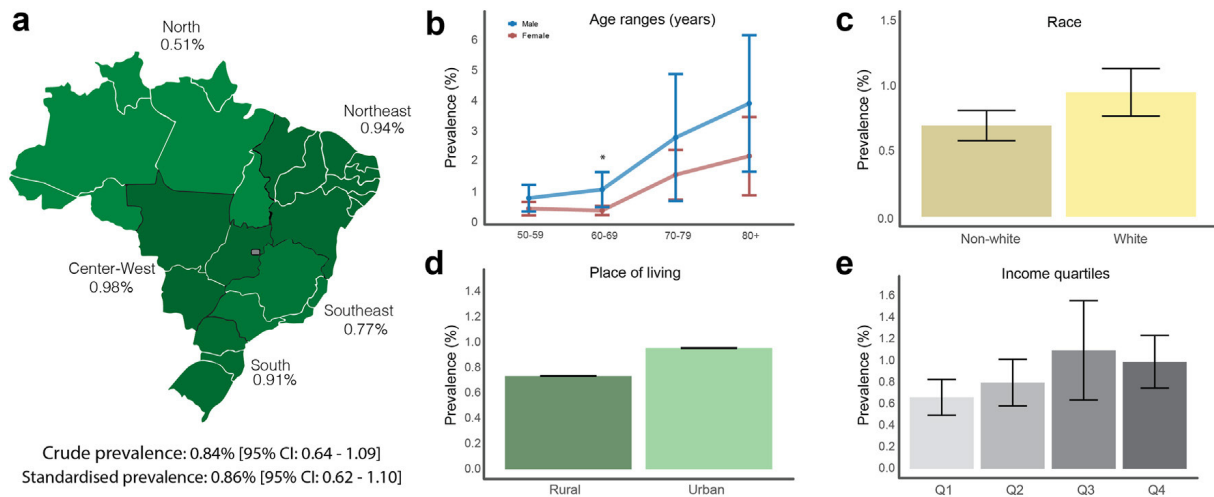 a
North
0.51%
Northeast
0.94%
Center-West
0.98%
Southeast
0.77%
South
0.91%
Crude prevalence: 0.84% [95% CI: 0.64 - 1.09]
Standardised prevalence: 0.86% [95% CI: 0.62 - 1.10]
b
Age ranges (years)
Male
Female
Prevalence (%)
6
5
4
3
2
1
0
*
50-59 60-69 70-79 80+
c
Race
Prevalence (%)
1.5
1.0
0.5
0.0
Non-white White
d
Place of living
Prevalence (%)
1.4
1.2
1.0
0.8
0.6
0.4
0.2
0.0
Rural Urban
e
Income quartiles
Prevalence (%)
1.6
1.4
1.2
1.0
0.8
0.6
0.4
0.2
0.0
Q1 Q2 Q3 Q4